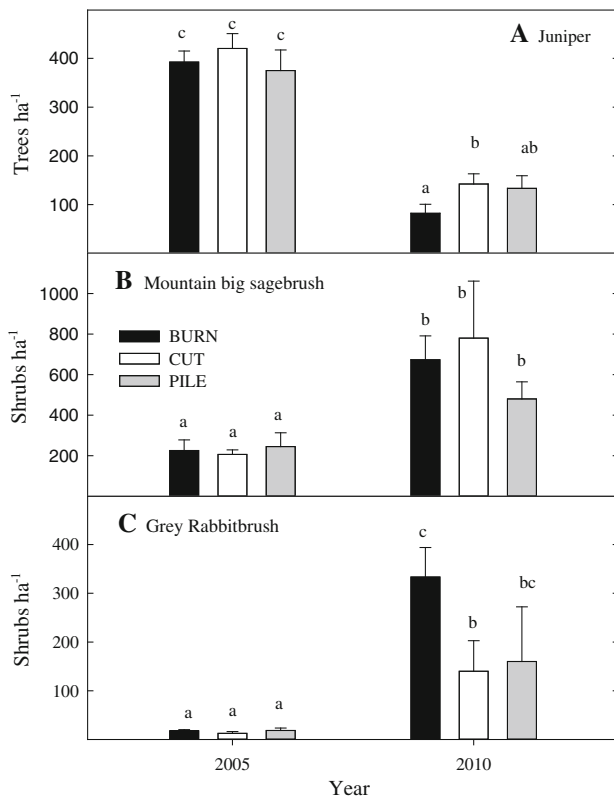 A Juniper
c c c
400
300
200
100
Trees ha⁻¹
a b ab
B Mountain big sagebrush
BURN
CUT
PILE
1000
800
600
400
200
Shrubs ha⁻¹
a a a
b b b
C Grey Rabbitbrush
400
300
200
100
Shrubs ha⁻¹
a a a
c b bc
2005 2010
Year